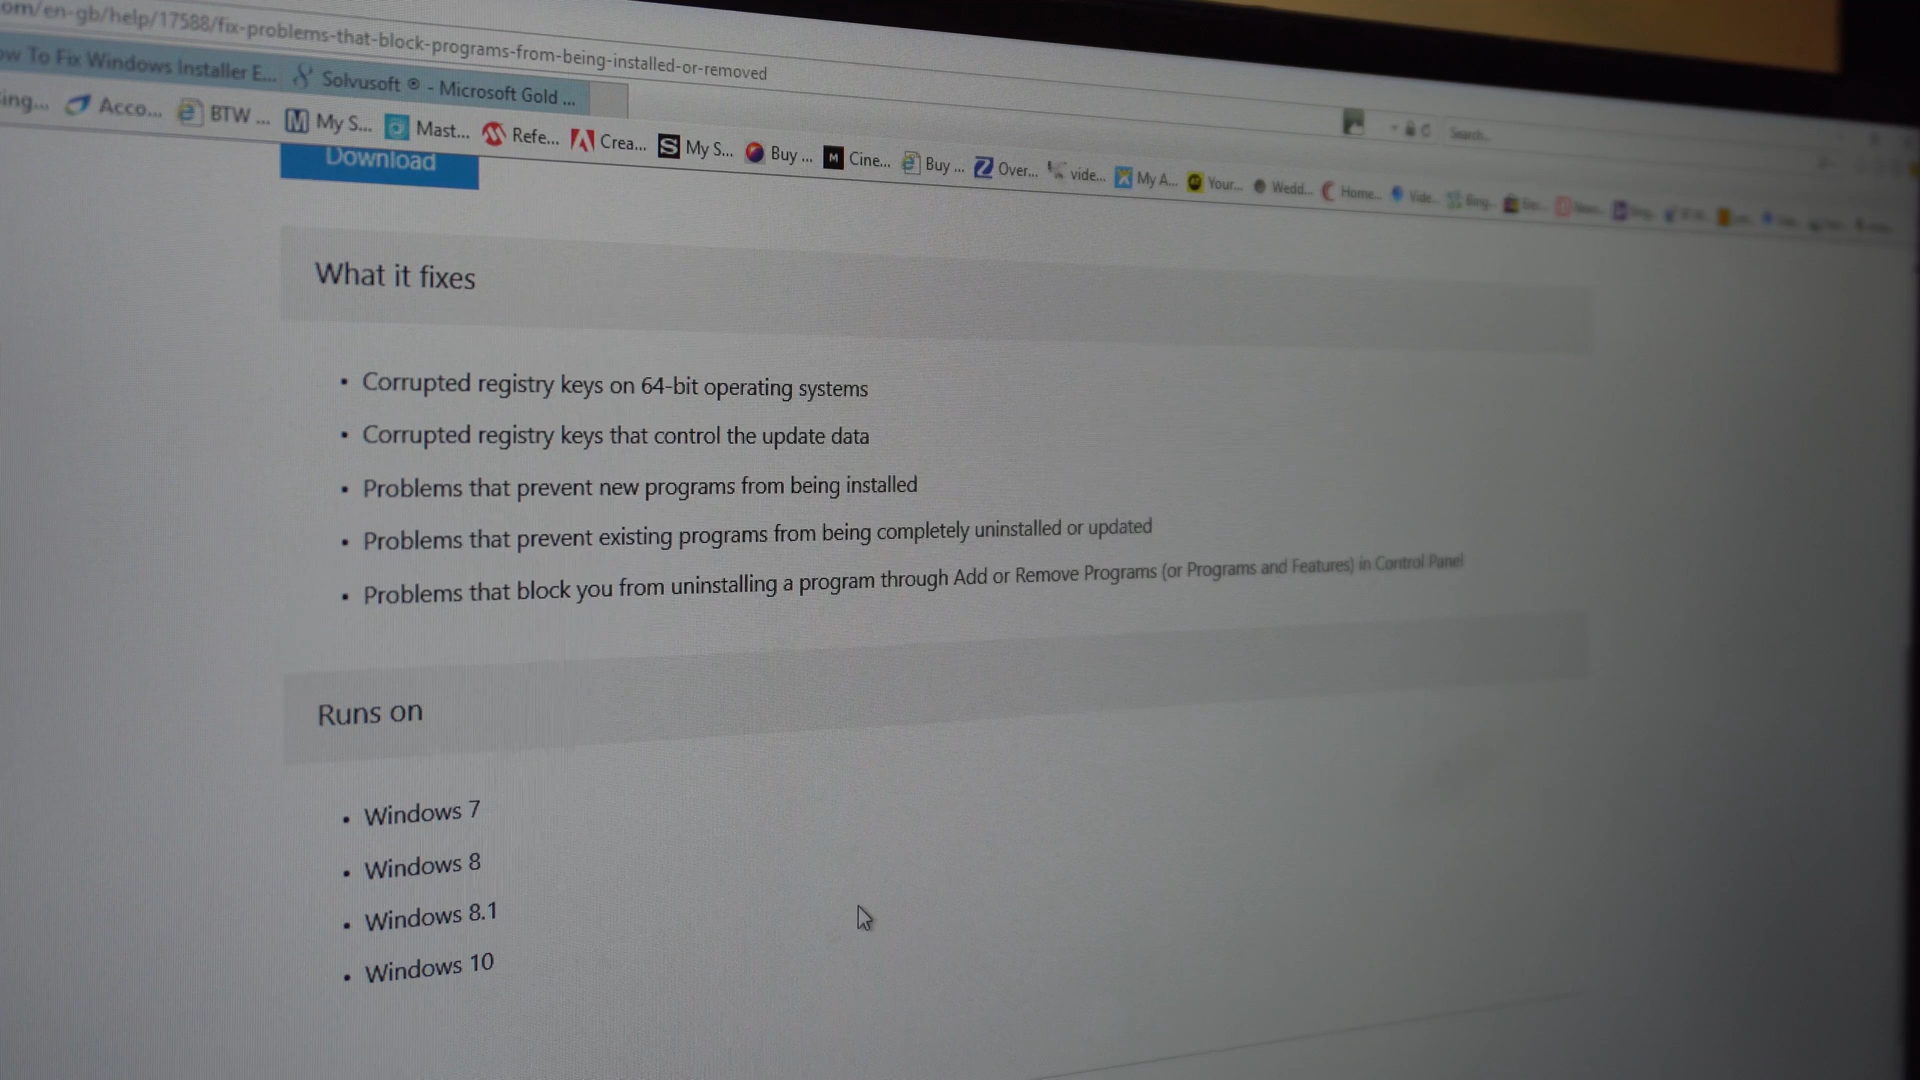 om/en-gb/help/17588/fix-problems-that-block-programs-from-being-installed-or-removed
ow To Fix Windows Installer E... Solvusoft ® - Microsoft Gold ...
Search...
ing... Acco... BTW ... My S... Mast... Refe... Crea... My S... Buy ... Cine... Buy ... Over... vide... My A... Your... Wedd... Home... Vide... Bing...
Download
What it fixes
• Corrupted registry keys on 64-bit operating systems
• Corrupted registry keys that control the update data
• Problems that prevent new programs from being installed
• Problems that prevent existing programs from being completely uninstalled or updated
• Problems that block you from uninstalling a program through Add or Remove Programs (or Programs and Features) in Control Panel
Runs on
• Windows 7
• Windows 8
• Windows 8.1
• Windows 10